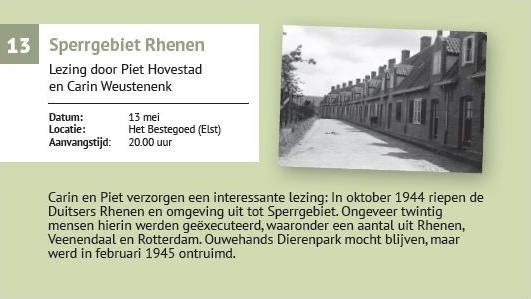 13
Sperrgebiet Rhenen
Lezing door Piet Hovestad
en Carin Weustenenk
Datum: 13 mei
Locatie: Het Bestegoed (Elst)
Aanvangstijd: 20.00 uur
Carin en Piet verzorgen een interessante lezing: In oktober 1944 riepen de
Duitsers Rhenen en omgeving uit tot Sperrgebiet. Ongeveer twintig
mensen hierin werden geëxecuteerd, waaronder een aantal uit Rhenen,
Veenendaal en Rotterdam. Ouwehands Dierenpark mocht blijven, maar
werd in februari 1945 ontruimd.